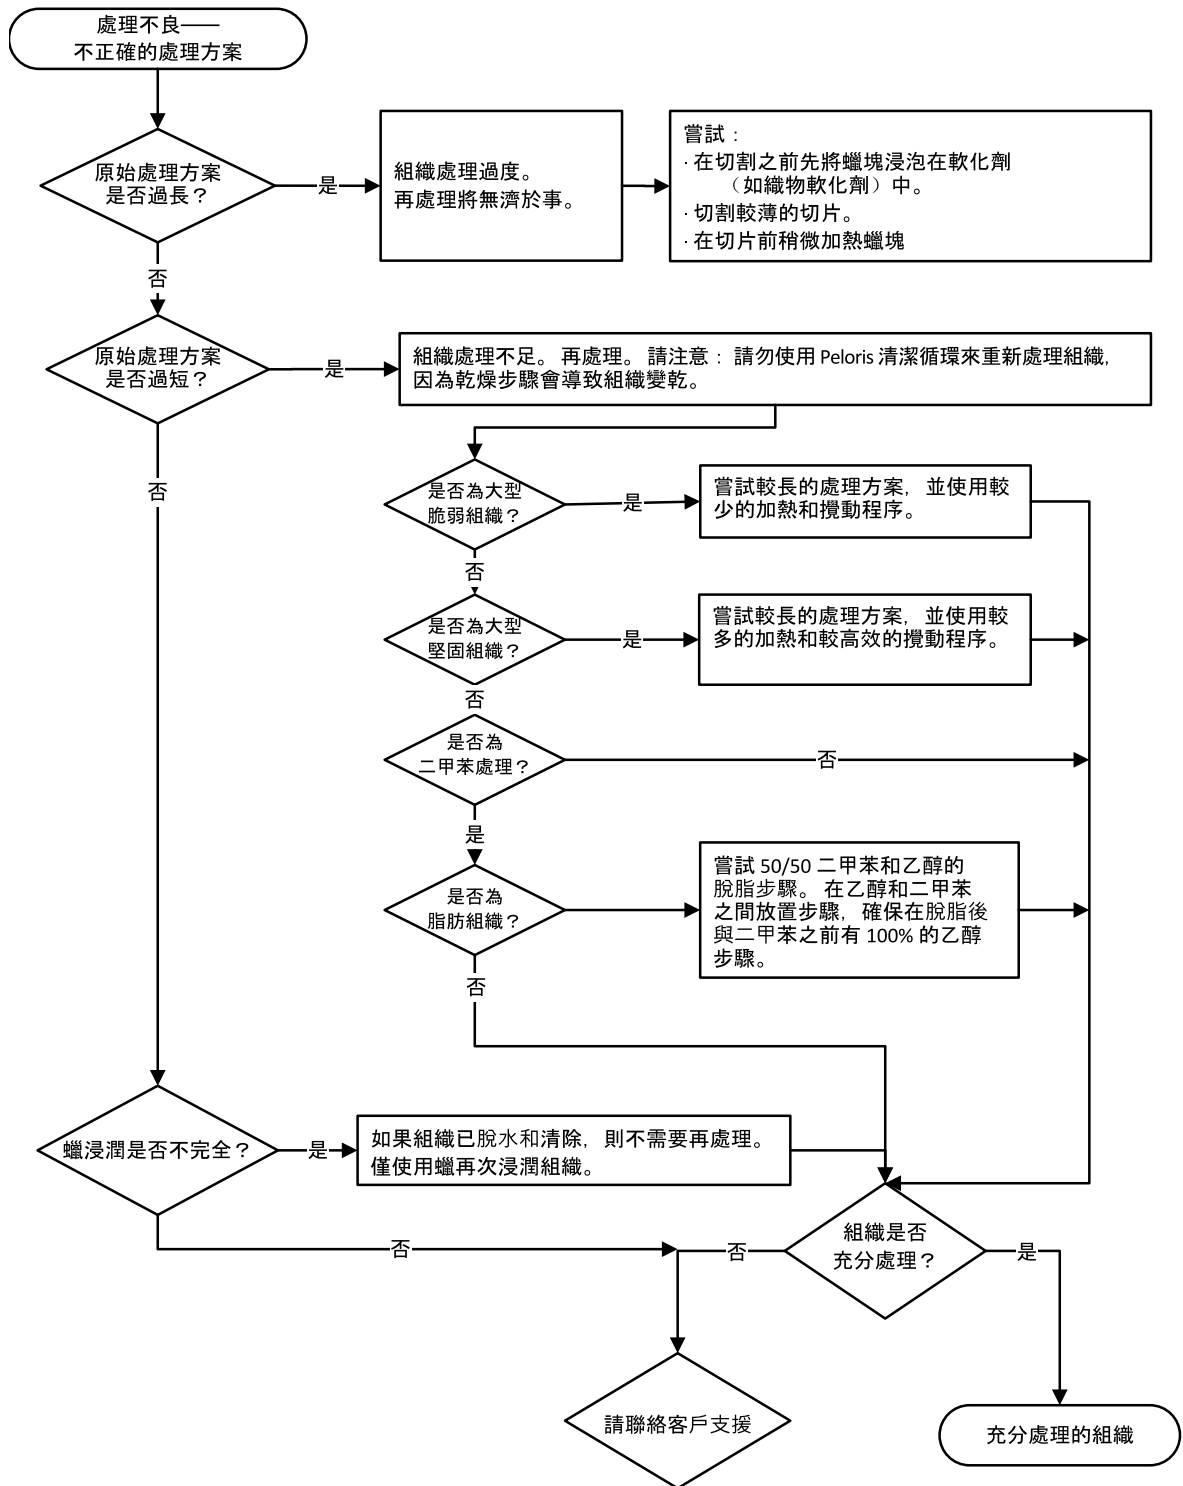 處理不良——
不正確的處理方案
原始處理方案
是否過長？
是
組織處理過度。
再處理將無濟於事。
嘗試：
· 在切割之前先將蠟塊浸泡在軟化劑
（如織物軟化劑）中。
· 切割較薄的切片。
· 在切片前稍微加熱蠟塊
否
原始處理方案
是否過短？
是
組織處理不足。再處理。請注意：請勿使用 Peloris 清潔循環來重新處理組織，
因為乾燥步驟會導致組織變乾。
否
是否為大型
脆弱組織？
是
嘗試較長的處理方案，並使用較
少的加熱和攪動程序。
否
是否為大型
堅固組織？
是
嘗試較長的處理方案，並使用較
多的加熱和較高效的攪動程序。
否
是否為
二甲苯處理？
否
是
是否為
脂肪組織？
嘗試 50/50 二甲苯和乙醇的
脫脂步驟。在乙醇和二甲苯
之間放置步驟，確保在脫脂後
與二甲苯之前有 100% 的乙醇
步驟。
否
蠟浸潤是否不完全？
是
如果組織已脫水和清除，則不需要再處理。
僅使用蠟再次浸潤組織。
否
組織是否
充分處理？
否
是
請聯絡客戶支援
充分處理的組織